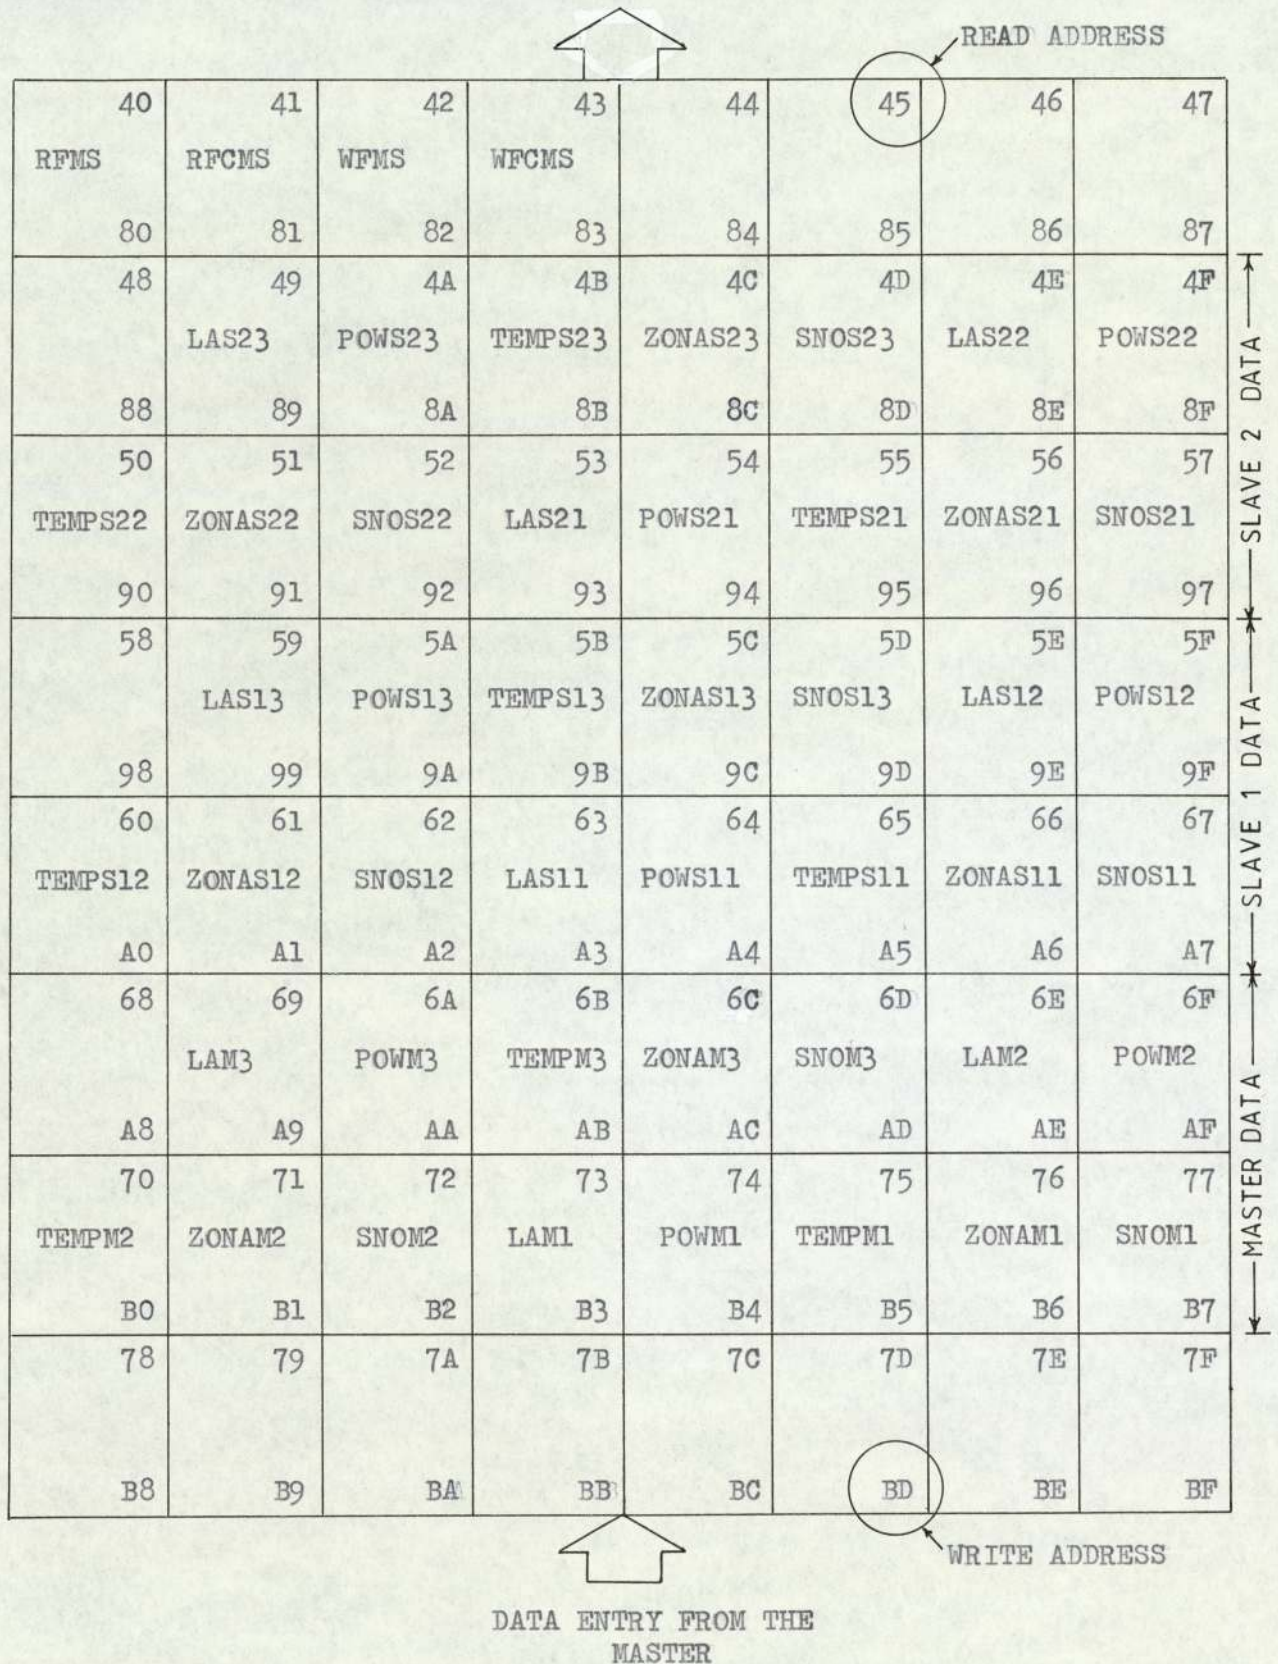 READ ADDRESS
40 41 42 43 44 45 46 47
RFMS RFCMS WFMS WFCMS
80 81 82 83 84 85 86 87
48 49 4A 4B 4C 4D 4E 4F
LAS23 POWS23 TEMPS23 ZONAS23 SNOS23 LAS22 POWS22
88 89 8A 8B 8C 8D 8E 8F
50 51 52 53 54 55 56 57
TEMPS22 ZONAS22 SNOS22 LAS21 POWS21 TEMPS21 ZONAS21 SNOS21
90 91 92 93 94 95 96 97
SLAVE 2 DATA
58 59 5A 5B 5C 5D 5E 5F
LAS13 POWS13 TEMPS13 ZONAS13 SNOS13 LAS12 POWS12
98 99 9A 9B 9C 9D 9E 9F
60 61 62 63 64 65 66 67
TEMPS12 ZONAS12 SNOS12 LAS11 POWS11 TEMPS11 ZONAS11 SNOS11
A0 A1 A2 A3 A4 A5 A6 A7
SLAVE 1 DATA
68 69 6A 6B 6C 6D 6E 6F
LAM3 POWM3 TEMPM3 ZONAM3 SNOM3 LAM2 POWM2
A8 A9 AA AB AC AD AE AF
70 71 72 73 74 75 76 77
TEMPM2 ZONAM2 SNOM2 LAM1 POWM1 TEMPM1 ZONAM1 SNOM1
B0 B1 B2 B3 B4 B5 B6 B7
MASTER DATA
78 79 7A 7B 7C 7D 7E 7F
B8 B9 BA BB BC BD BE BF
WRITE ADDRESS
DATA ENTRY FROM THE
MASTER